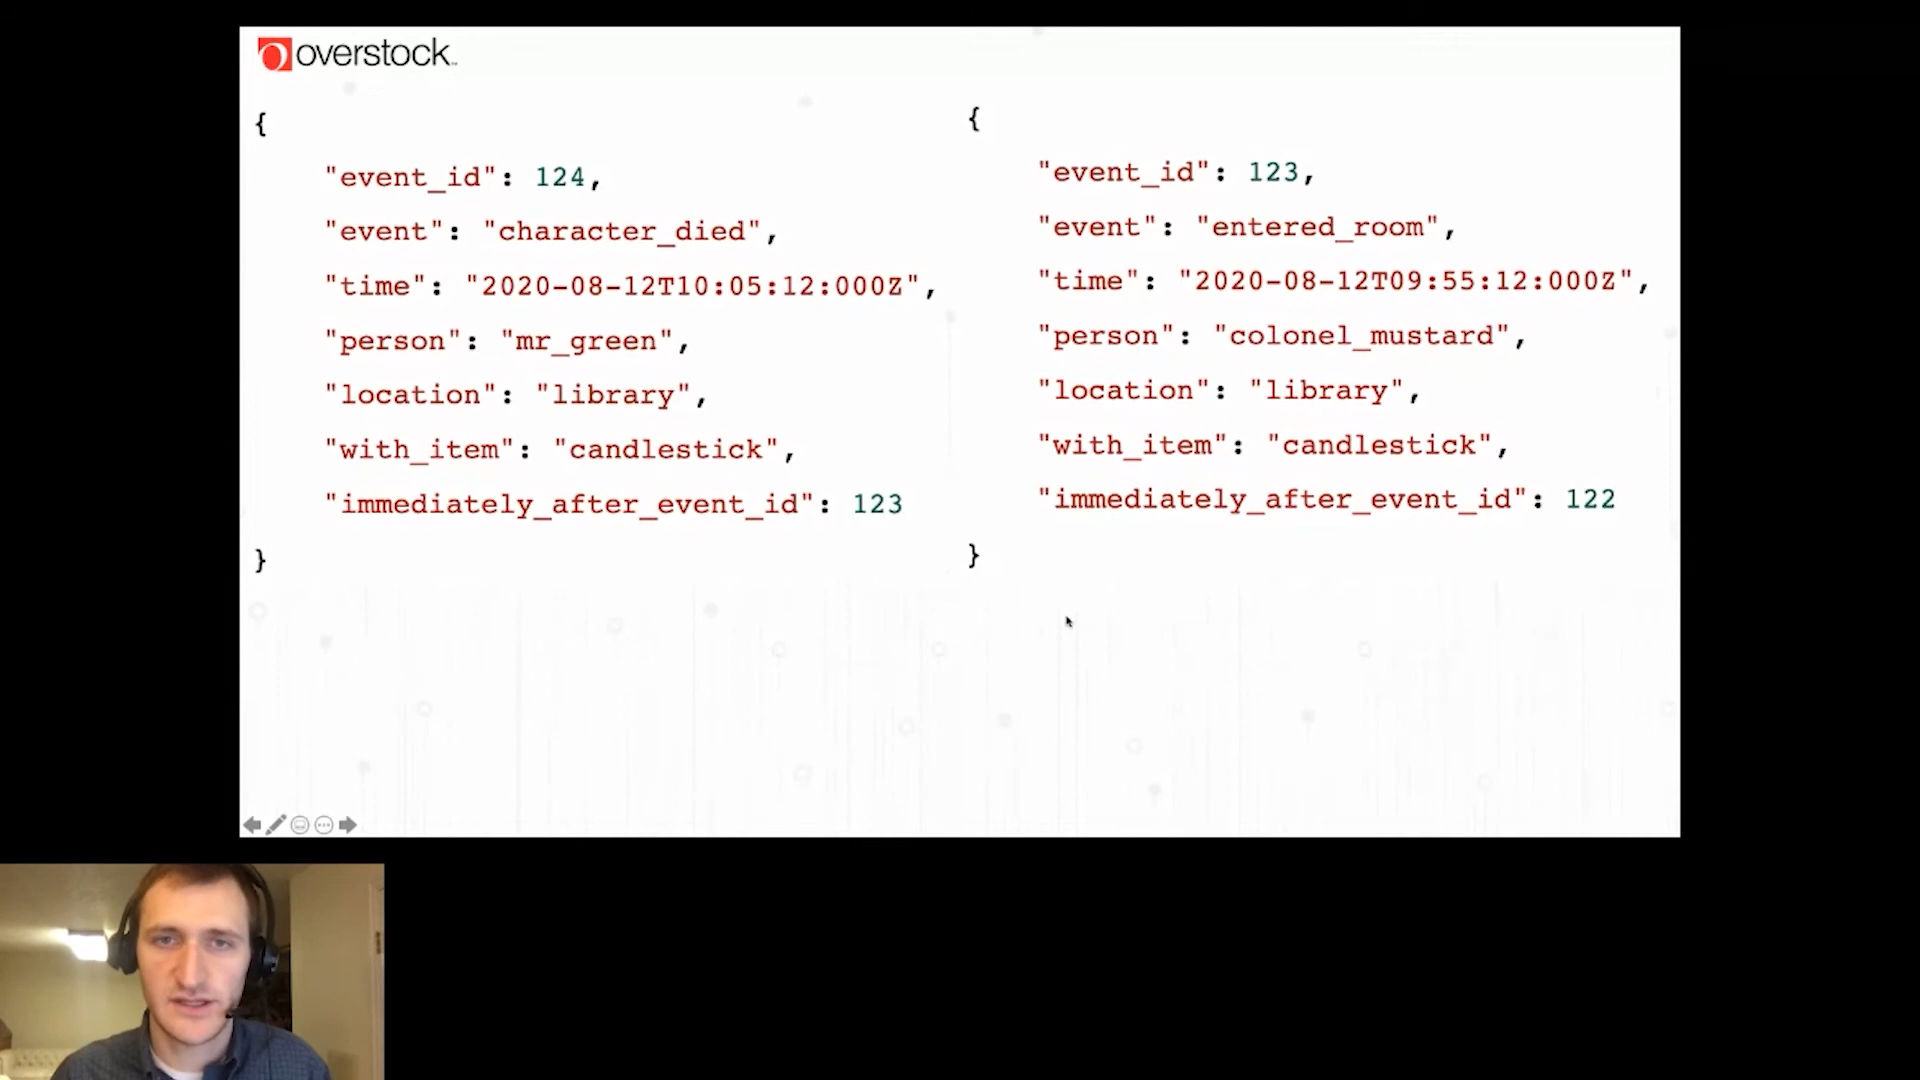 overstock™
{
"event_id": 124,
"event": "character_died",
"time": "2020-08-12T10:05:12:000Z",
"person": "mr_green",
"location": "library",
"with_item": "candlestick",
"immediately_after_event_id": 123
}
{
"event_id": 123,
"event": "entered_room",
"time": "2020-08-12T09:55:12:000Z",
"person": "colonel_mustard",
"location": "library",
"with_item": "candlestick",
"immediately_after_event_id": 122
}